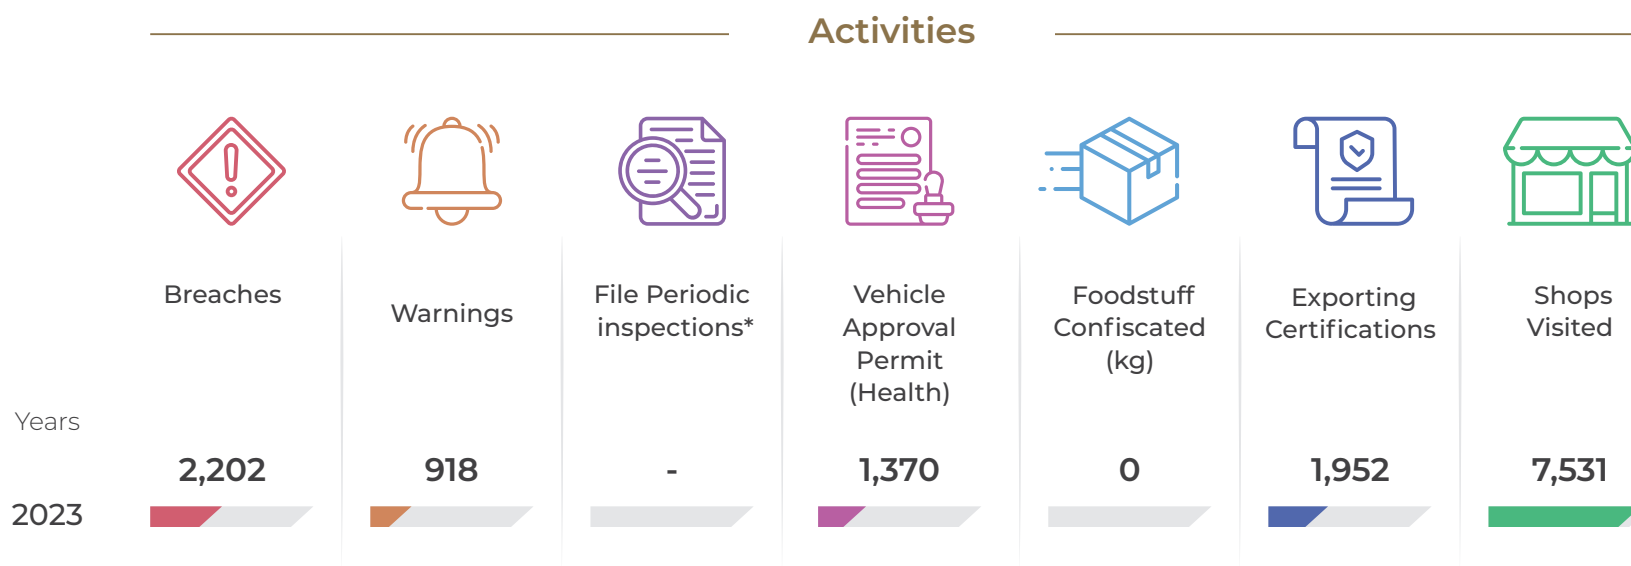 Activities
Breaches
Warnings
File Periodic
inspections*
Vehicle
Approval
Permit
(Health)
Foodstuff
Confiscated
(kg)
Exporting
Certifications
Shops
Visited
Years
2,202
918
-
1,370
0
1,952
7,531
2023